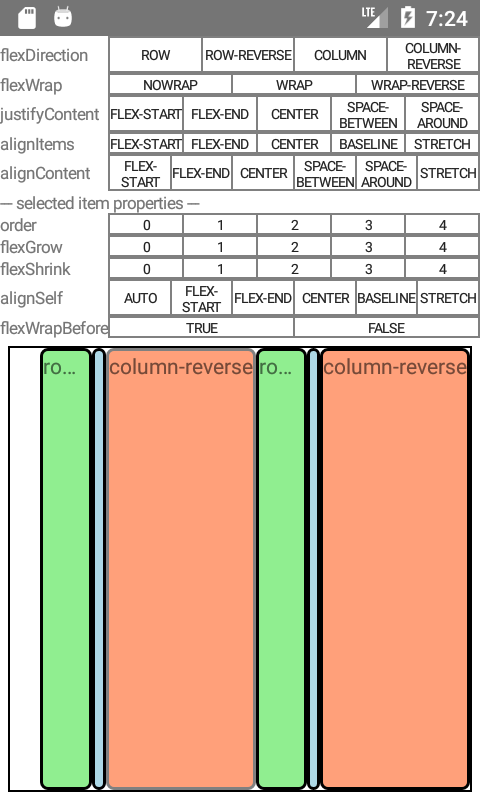 LTE 7:24
flexDirection ROW ROW-REVERSE COLUMN COLUMN-
REVERSE
flexWrap NOWRAP WRAP WRAP-REVERSE
justifyContent FLEX-START FLEX-END CENTER SPACE-
BETWEEN SPACE-
AROUND
alignItems FLEX-START FLEX-END CENTER BASELINE STRETCH
alignContent FLEX-
START FLEX-END CENTER SPACE-
BETWEEN SPACE-
AROUND STRETCH
--- selected item properties ---
order 0 1 2 3 4
flexGrow 0 1 2 3 4
flexShrink 0 1 2 3 4
alignSelf AUTO FLEX-
START FLEX-END CENTER BASELINE STRETCH
flexWrapBefore TRUE FALSE
ro... column-reverse ro... column-reverse